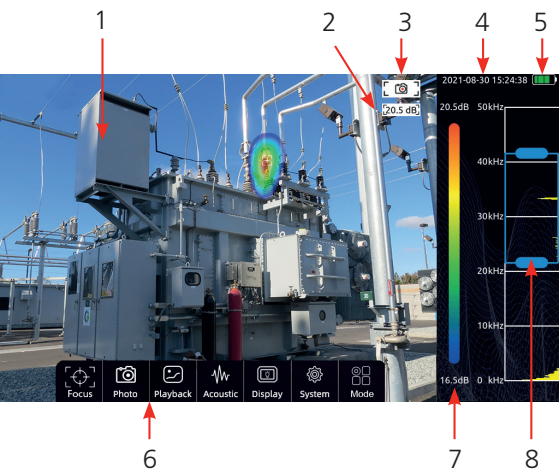 1
2
3
4
5
2021-08-30 15:24:38
20.5 dB
20.5dB
50kHz
40kHz
30kHz
20kHz
10kHz
16.5dB
0 kHz
Focus
Photo
Playback
Acoustic
Display
System
Mode
6
7
8